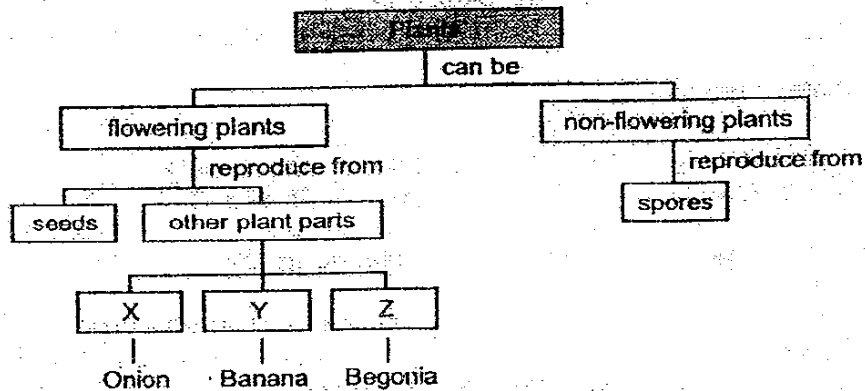 Plants
can be
flowering plants
non-flowering plants
reproduce from
reproduce from
seeds
other plant parts
spores
X
Y
Z
Onion
Banana
Begonia